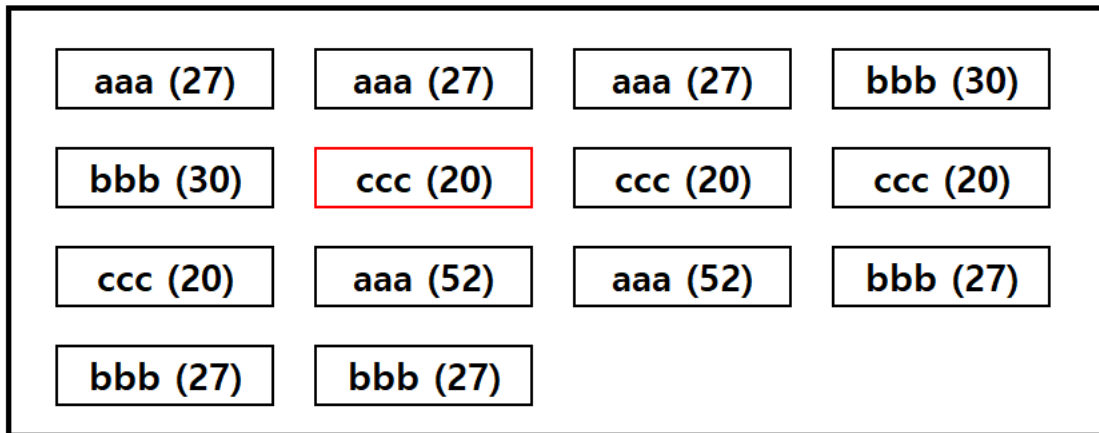 aaa (27) aaa (27) aaa (27) bbb (30)
bbb (30) ccc (20) ccc (20) ccc (20)
ccc (20) aaa (52) aaa (52) bbb (27)
bbb (27) bbb (27)